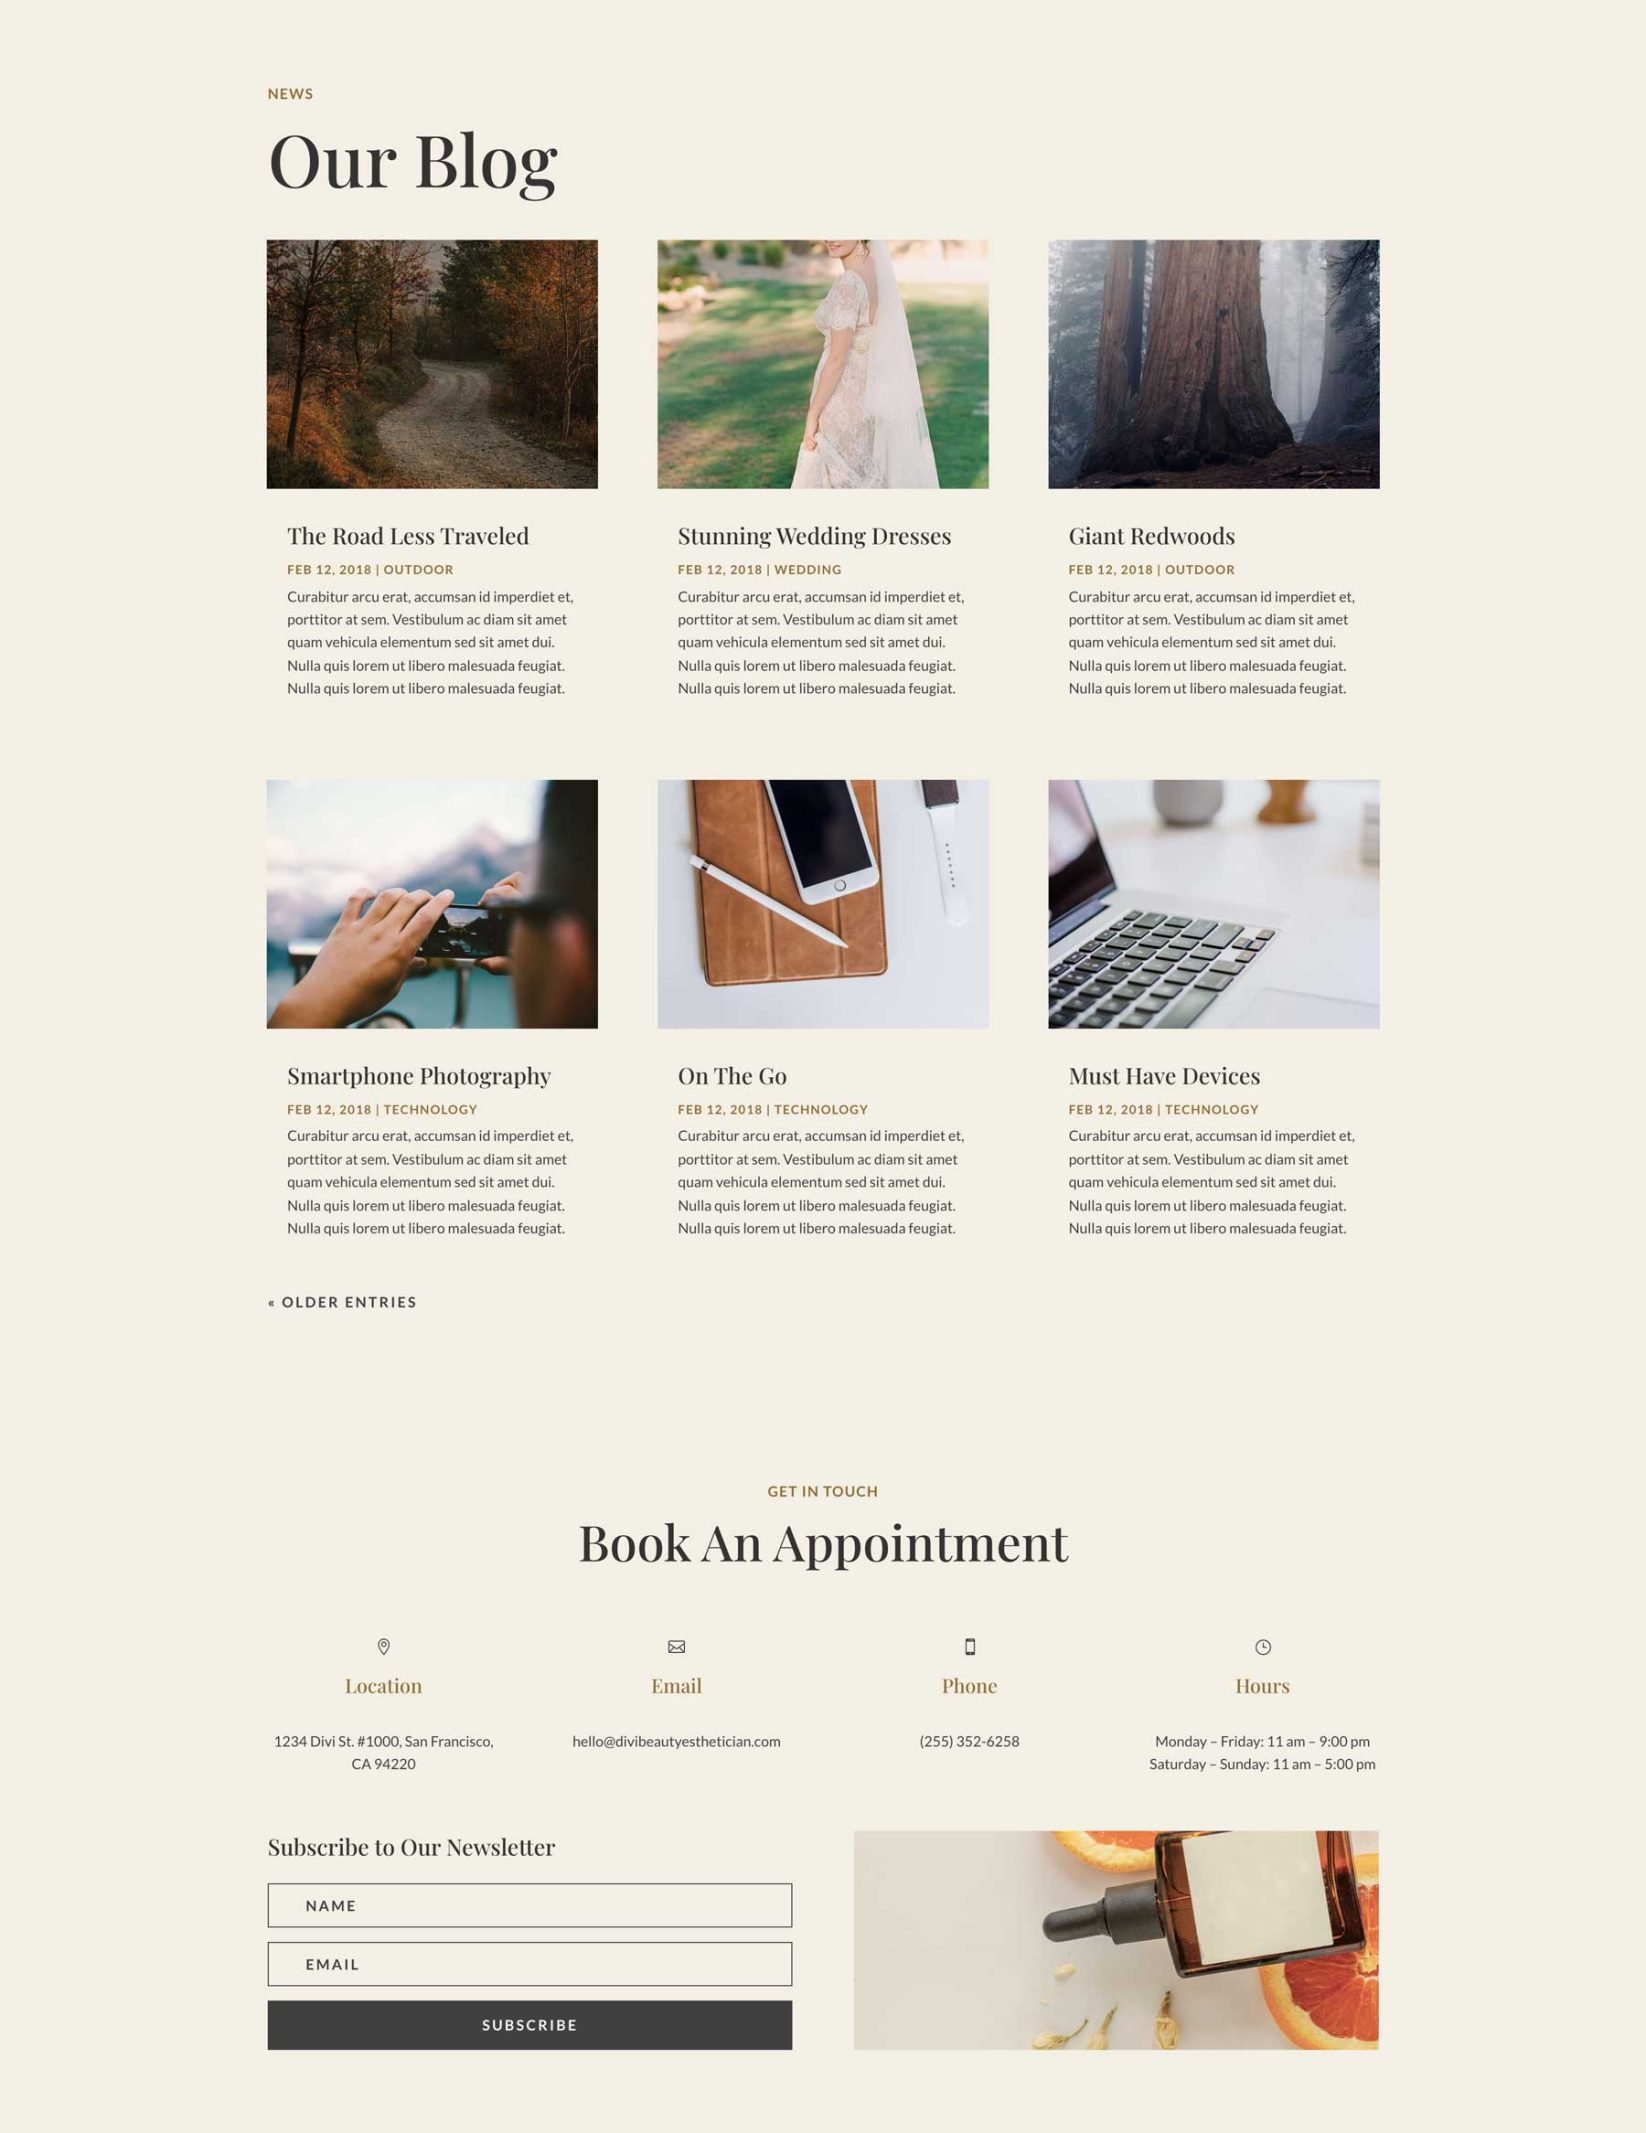 NEWS
Our Blog
The Road Less Traveled
FEB 12, 2018 | OUTDOOR
Curabitur arcu erat, accumsan id imperdiet et,
porttitor at sem. Vestibulum ac diam sit amet
quam vehicula elementum sed sit amet dui.
Nulla quis lorem ut libero malesuada feugiat.
Nulla quis lorem ut libero malesuada feugiat.
Stunning Wedding Dresses
FEB 12, 2018 | WEDDING
Curabitur arcu erat, accumsan id imperdiet et,
porttitor at sem. Vestibulum ac diam sit amet
quam vehicula elementum sed sit amet dui.
Nulla quis lorem ut libero malesuada feugiat.
Nulla quis lorem ut libero malesuada feugiat.
Giant Redwoods
FEB 12, 2018 | OUTDOOR
Curabitur arcu erat, accumsan id imperdiet et,
porttitor at sem. Vestibulum ac diam sit amet
quam vehicula elementum sed sit amet dui.
Nulla quis lorem ut libero malesuada feugiat.
Nulla quis lorem ut libero malesuada feugiat.
Smartphone Photography
FEB 12, 2018 | TECHNOLOGY
Curabitur arcu erat, accumsan id imperdiet et,
porttitor at sem. Vestibulum ac diam sit amet
quam vehicula elementum sed sit amet dui.
Nulla quis lorem ut libero malesuada feugiat.
Nulla quis lorem ut libero malesuada feugiat.
On The Go
FEB 12, 2018 | TECHNOLOGY
Curabitur arcu erat, accumsan id imperdiet et,
porttitor at sem. Vestibulum ac diam sit amet
quam vehicula elementum sed sit amet dui.
Nulla quis lorem ut libero malesuada feugiat.
Nulla quis lorem ut libero malesuada feugiat.
Must Have Devices
FEB 12, 2018 | TECHNOLOGY
Curabitur arcu erat, accumsan id imperdiet et,
porttitor at sem. Vestibulum ac diam sit amet
quam vehicula elementum sed sit amet dui.
Nulla quis lorem ut libero malesuada feugiat.
Nulla quis lorem ut libero malesuada feugiat.
« OLDER ENTRIES
GET IN TOUCH
Book An Appointment
Location
1234 Divi St. #1000, San Francisco,
CA 94220
Email
hello@divibeautyesthetician.com
Phone
(255) 352-6258
Hours
Monday – Friday: 11 am – 9:00 pm
Saturday – Sunday: 11 am – 5:00 pm
Subscribe to Our Newsletter
NAME
EMAIL
SUBSCRIBE